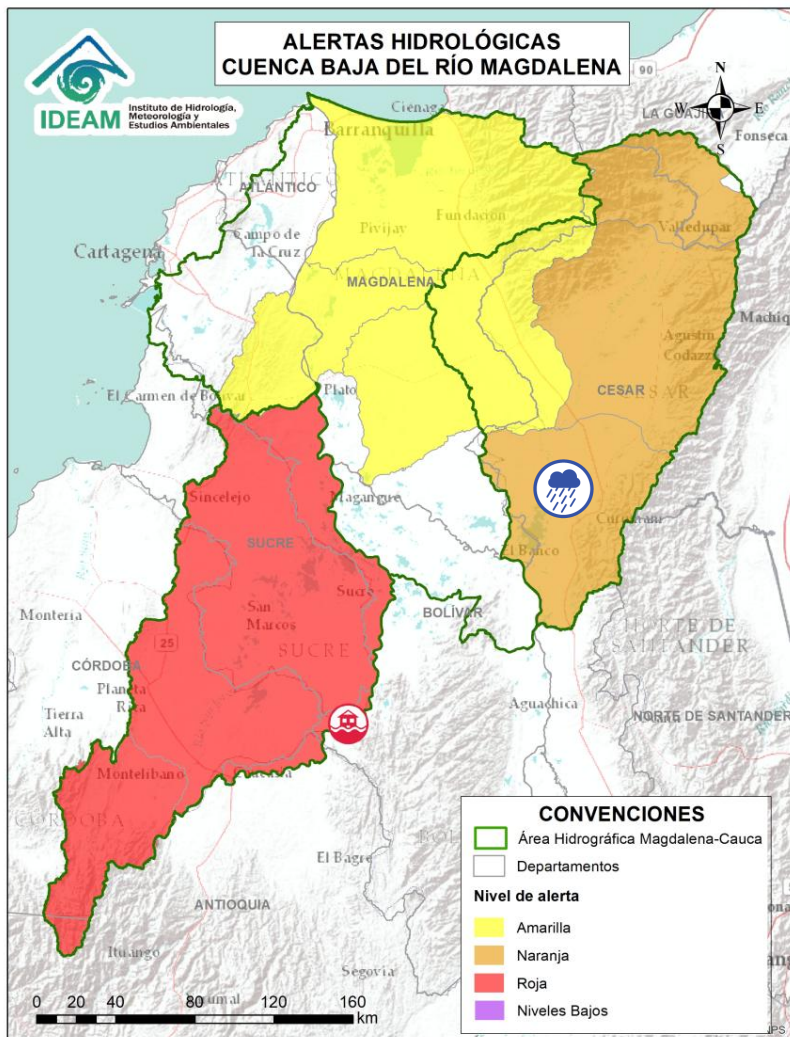 ALERTAS HIDROLÓGICAS
CUENCA BAJA DEL RÍO MAGDALENA
IDEAM
Instituto de Hidrología,
Meteorología y
Estudios Ambientales
90
N
W
E
S
Ciénaga
LA GUAJIRA
Barranquilla
Fonseca
ATLÁNTICO
ATLANTICO
Campo de
la Cruz
Pivijay
Fundación
Valledupar
Cartagena
MAGDALENA
MAGDALENA
Machiq
Agustín
Codazzi
CESAR
CESAR
El Carmen de Bolívar
Plato
Sincelejo
Magangué
Curumaní
El Banco
SUCRE
Sucre
San
Marcos
SUCRE
BOLÍVAR
Montería
25
CÓRDOBA
Planeta
Rica
Tierra
Alta
NORTE DE
SANTANDER
NORTE DE SANTANDER
Aguachica
Montelíbano
CÓRDOBA
El Bagre
ANTIOQUIA
Ituango
Segovia
CONVENCIONES
Área Hidrográfica Magdalena-Cauca
Departamentos
Nivel de alerta
Amarilla
Naranja
Roja
Niveles Bajos
0 20 40 80 120 160
km